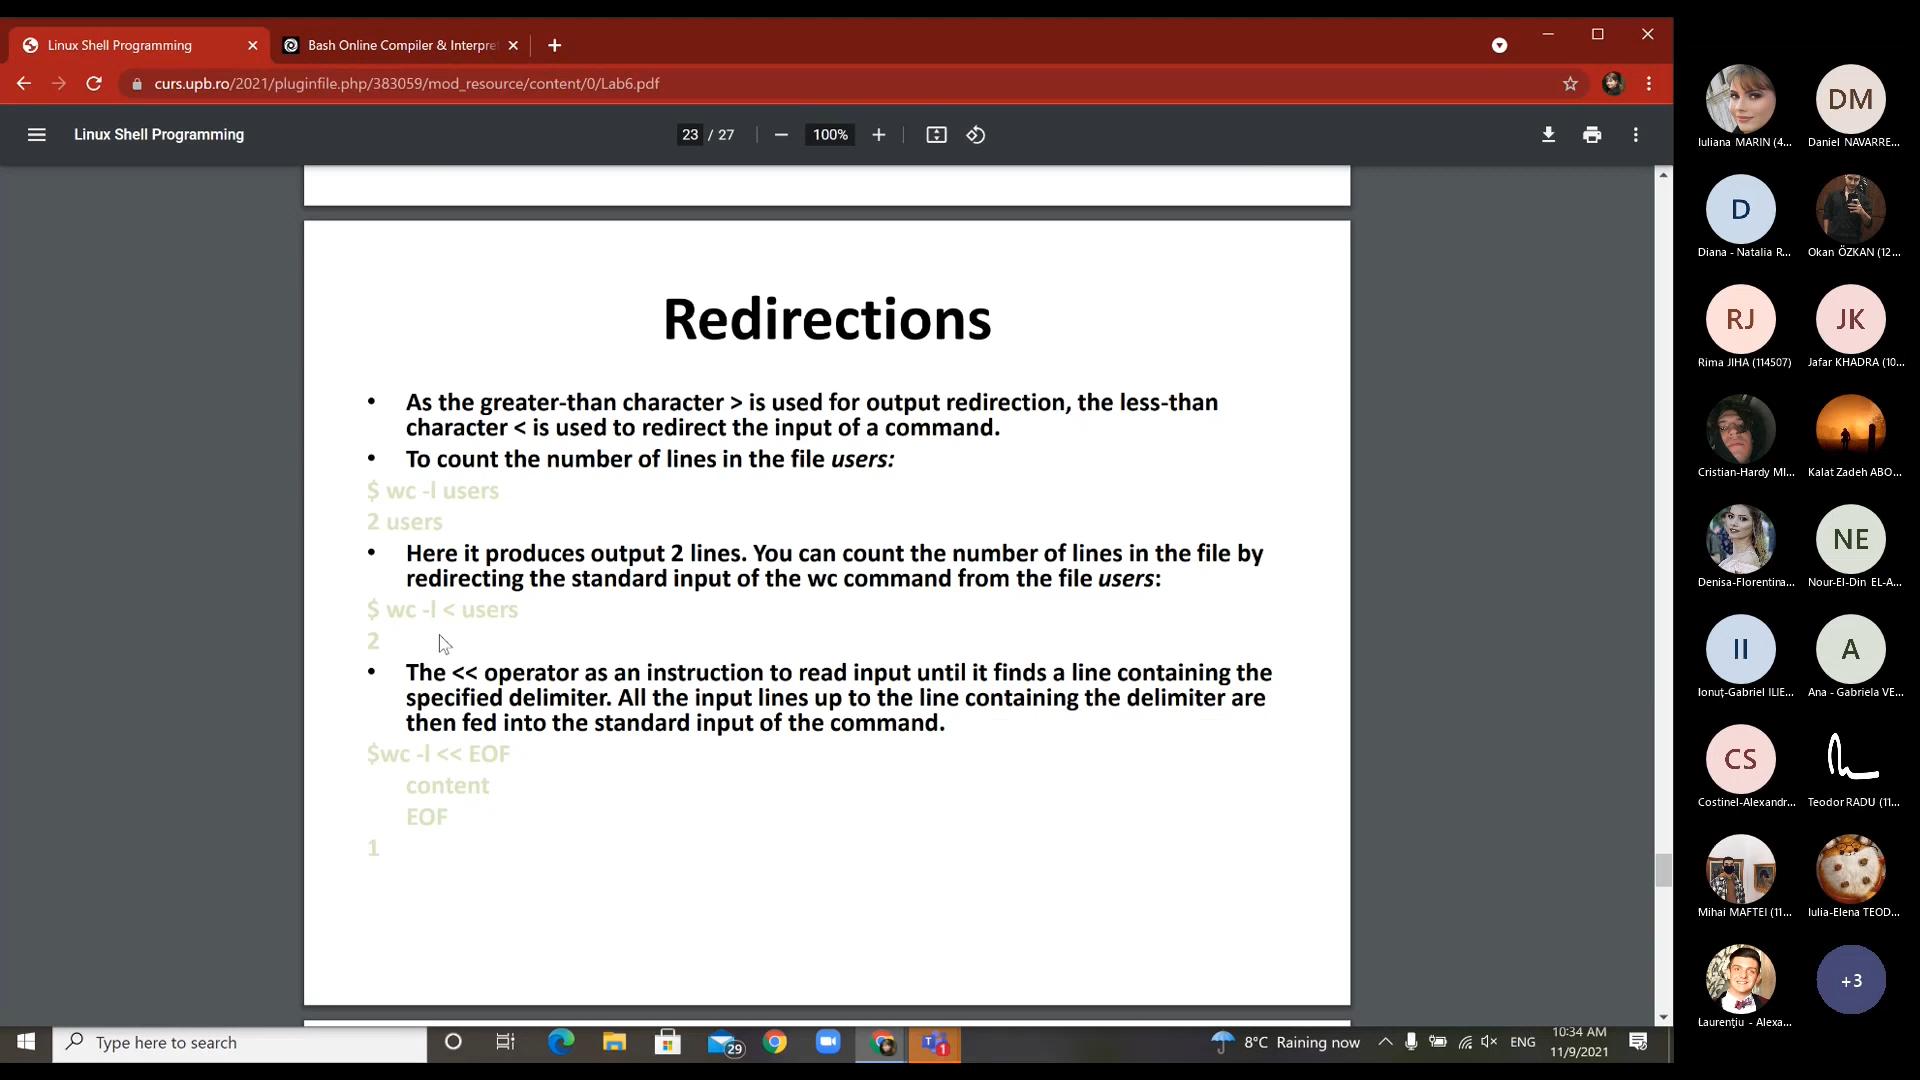 Linux Shell Programming
Bash Online Compiler & Interpre
curs.upb.ro/2021/pluginfile.php/383059/mod_resource/content/0/Lab6.pdf
Linux Shell Programming
23 / 27
100%
Redirections
• As the greater-than character > is used for output redirection, the less-than
character < is used to redirect the input of a command.
• To count the number of lines in the file users:
$ wc -l users
2 users
• Here it produces output 2 lines. You can count the number of lines in the file by
redirecting the standard input of the wc command from the file users:
$ wc -l < users
2
• The << operator as an instruction to read input until it finds a line containing the
specified delimiter. All the input lines up to the line containing the delimiter are
then fed into the standard input of the command.
$wc -l << EOF
content
EOF
1
DM
Iuliana MARIN (4...
Daniel NAVARRE...
D
Diana - Natalia R...
Okan ÖZKAN (12...
RJ
JK
Rima JIHA (114507)
Jafar KHADRA (10...
Cristian-Hardy MI...
Kalat Zadeh ABO...
NE
Denisa-Florentina...
Nour-El-Din EL-A...
II
A
Ionuț-Gabriel ILIE...
Ana - Gabriela VE...
CS
Costinel-Alexandr...
Teodor RADU (11...
Mihai MAFTEI (11...
Iulia-Elena TEOD...
+3
Laurențiu - Alexa...
Type here to search
29
1
8°C Raining now
ENG
10:34 AM
11/9/2021